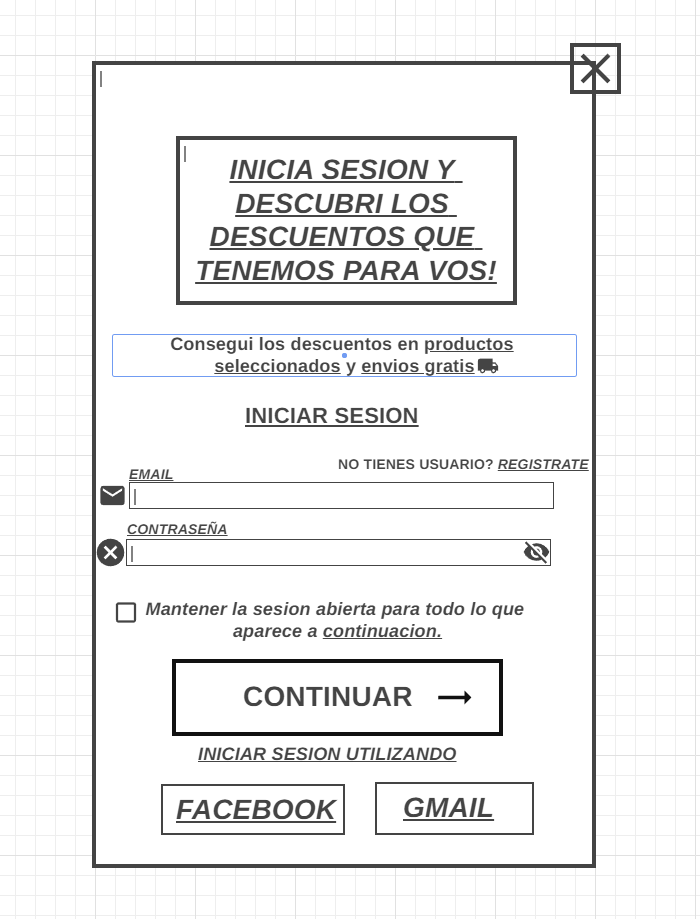 INICIA SESION Y
DESCUBRI LOS
DESCUENTOS QUE
TENEMOS PARA VOS!
Consegui los descuentos en productos
seleccionados y envios gratis
INICIAR SESION
NO TIENES USUARIO? REGISTRATE
EMAIL
CONTRASEÑA
Mantener la sesion abierta para todo lo que
aparece a continuacion.
CONTINUAR
INICIAR SESION UTILIZANDO
FACEBOOK
GMAIL